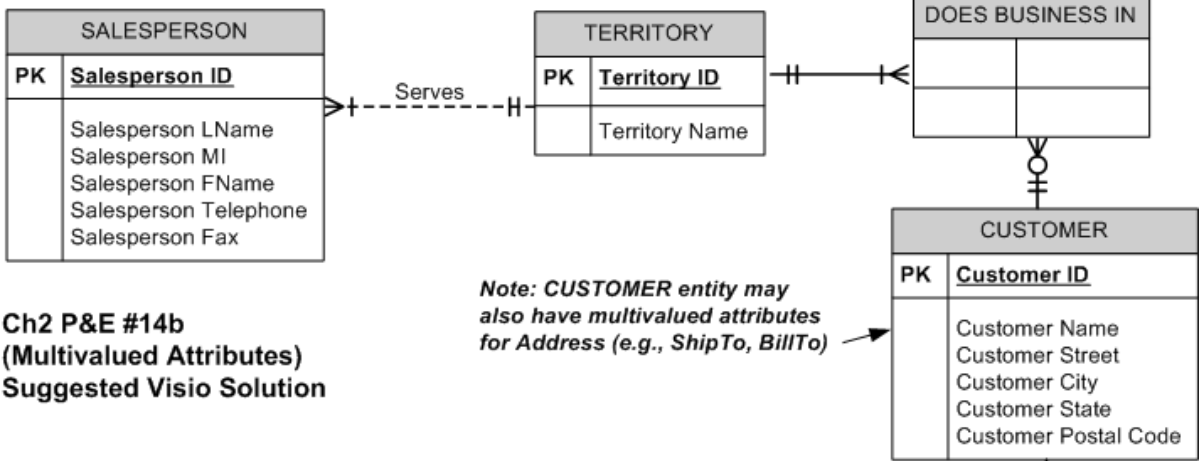 SALESPERSON
PK Salesperson ID
Salesperson LName
Salesperson MI
Salesperson FName
Salesperson Telephone
Salesperson Fax
Serves
TERRITORY
PK Territory ID
Territory Name
DOES BUSINESS IN
CUSTOMER
PK Customer ID
Customer Name
Customer Street
Customer City
Customer State
Customer Postal Code
Note: CUSTOMER entity may
also have multivalued attributes
for Address (e.g., ShipTo, BillTo)
Ch2 P&E #14b
(Multivalued Attributes)
Suggested Visio Solution